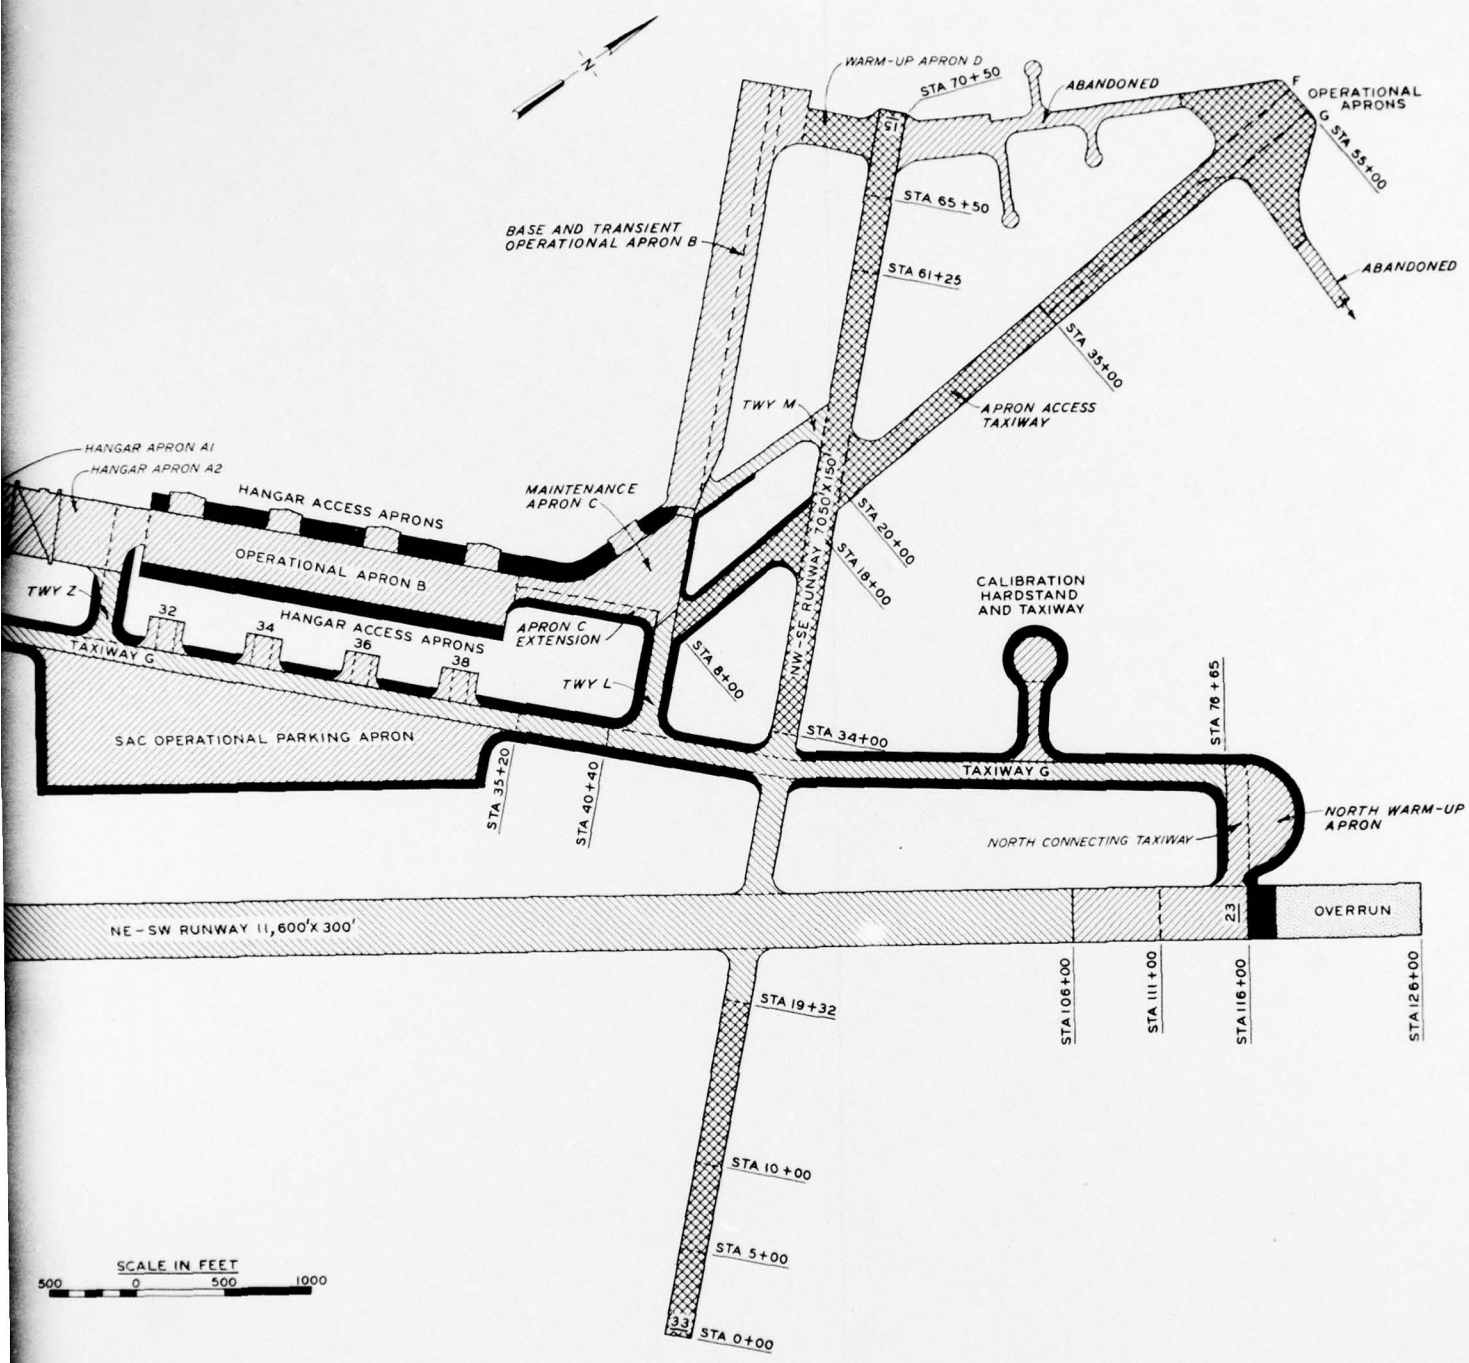 N
WARM-UP APRON D
STA 70+50
ABANDONED
F
OPERATIONAL
APRONS
G
STA 55+00
15
STA 65+50
BASE AND TRANSIENT
OPERATIONAL APRON B
STA 61+25
ABANDONED
STA 35+00
TWY M
APRON ACCESS
TAXIWAY
HANGAR APRON A1
HANGAR APRON A2
HANGAR ACCESS APRONS
MAINTENANCE
APRON C
STA 20+00
STA 18+00
NW-SE RUNWAY 7050'X150'
OPERATIONAL APRON B
CALIBRATION
HARDSTAND
AND TAXIWAY
TWY Z
32
34
36
38
HANGAR ACCESS APRONS
APRON C
EXTENSION
STA 8+00
TAXIWAY G
TWY L
STA 76+65
SAC OPERATIONAL PARKING APRON
STA 34+00
TAXIWAY G
STA 35+20
STA 40+40
NORTH CONNECTING TAXIWAY
NORTH WARM-UP
APRON
NE-SW RUNWAY 11,600'X300'
23
OVERRUN
STA 106+00
STA 111+00
STA 116+00
STA 126+00
STA 19+32
STA 10+00
STA 5+00
SCALE IN FEET
500 0 500 1000
33
STA 0+00